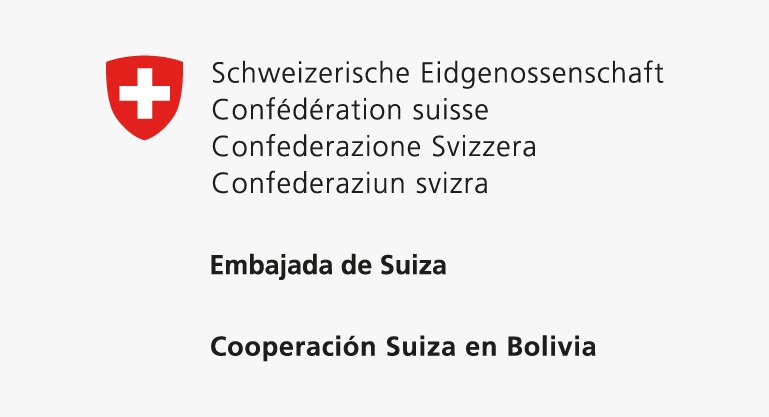 Schweizerische Eidgenossenschaft
Confédération suisse
Confederazione Svizzera
Confederaziun svizra
Embajada de Suiza
Cooperación Suiza en Bolivia